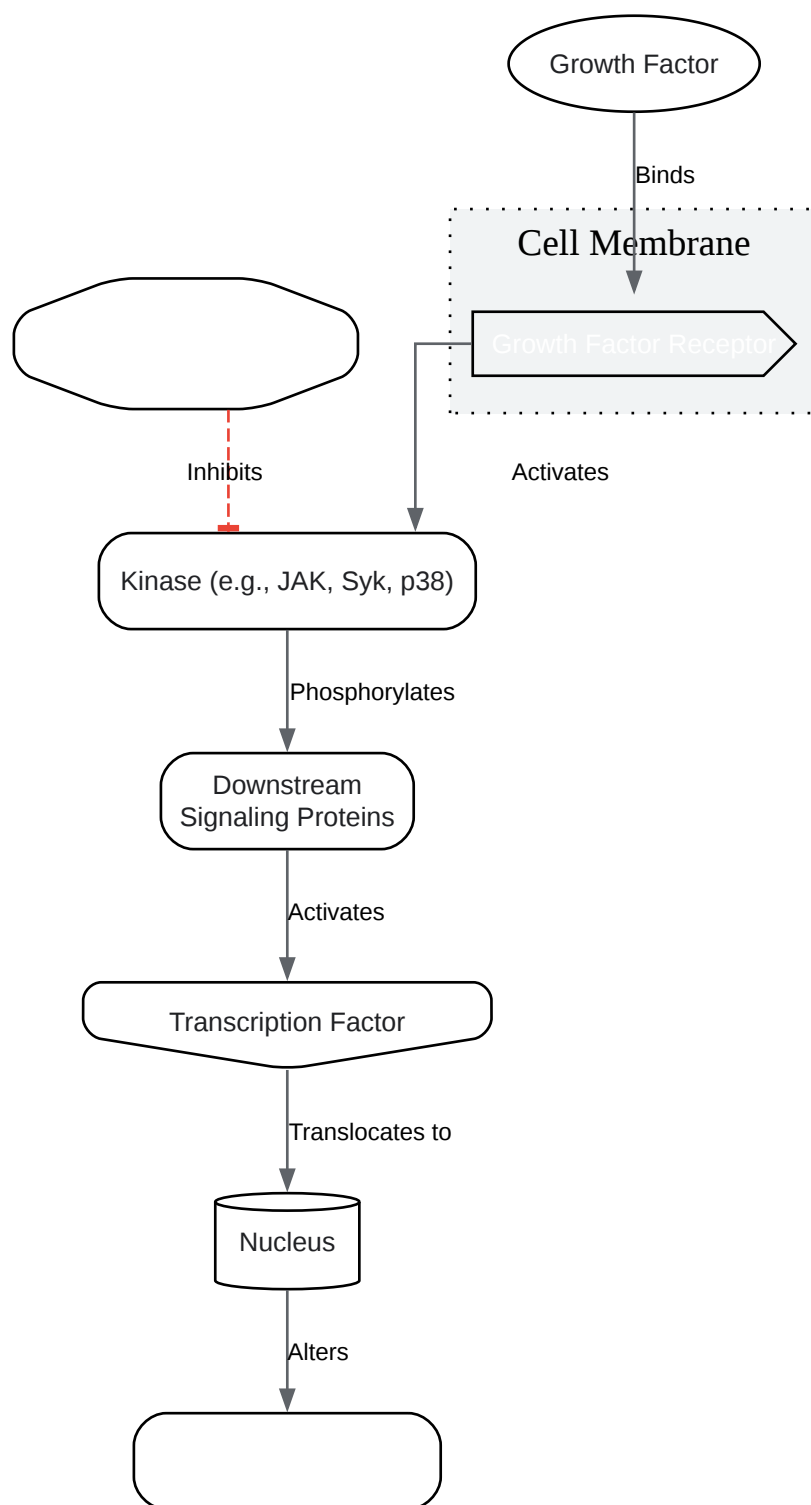 Growth Factor
Binds
Cell Membrane
Growth Factor Receptor
Inhibits
Activates
Kinase (e.g., JAK, Syk, p38)
Phosphorylates
Downstream
Signaling Proteins
Activates
Transcription Factor
Translocates to
Nucleus
Alters